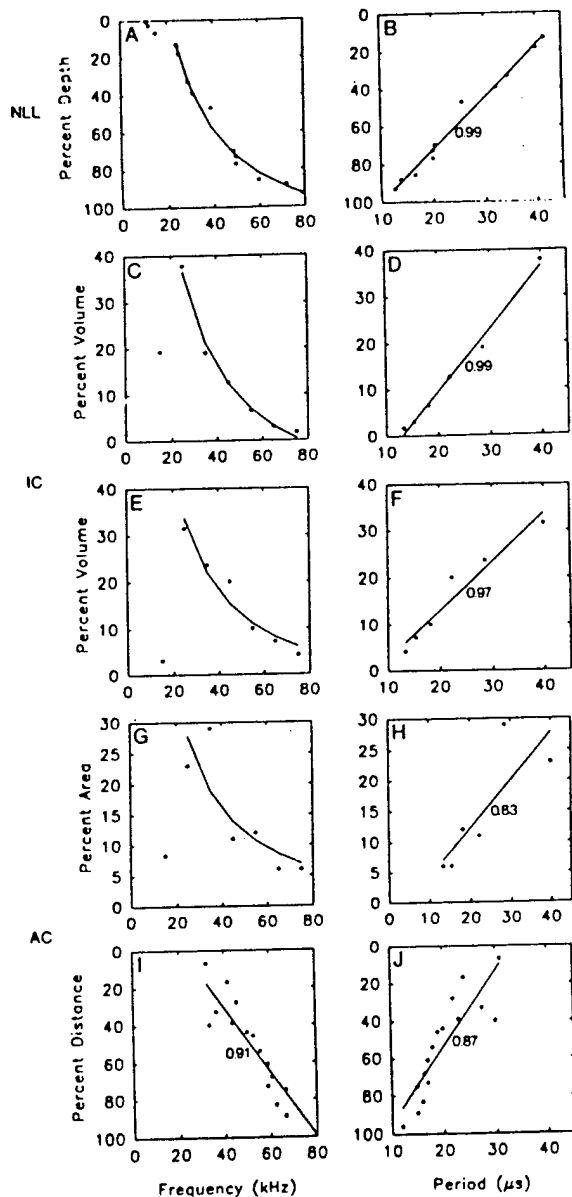 A
B
NLL
Percent Depth
0
20
40
60
80
100
0 20 40 60 80
0
20
40
60
80
100
10 20 30 40
0.99
C
D
Percent Volume
40
30
20
10
0
0 20 40 60 80
40
30
20
10
0
10 20 30 40
0.99
IC
E
F
Percent Volume
40
30
20
10
0
0 20 40 60 80
40
30
20
10
0
10 20 30 40
0.97
G
H
Percent Area
30
25
20
15
10
5
0
0 20 40 60 80
30
25
20
15
10
5
0
10 20 30 40
0.83
AC
I
J
Percent Distance
0
20
40
60
80
100
0 20 40 60 80
0.91
0
20
40
60
80
100
10 20 30 40
0.87
Frequency (kHz)
Period (μs)